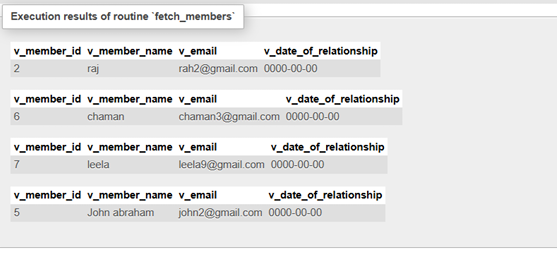 Execution results of routine `fetch_members`
v_member_id v_member_name v_email v_date_of_relationship
2 raj rah2@gmail.com 0000-00-00
v_member_id v_member_name v_email v_date_of_relationship
6 chaman chaman3@gmail.com 0000-00-00
v_member_id v_member_name v_email v_date_of_relationship
7 leela leela9@gmail.com 0000-00-00
v_member_id v_member_name v_email v_date_of_relationship
5 John abraham john2@gmail.com 0000-00-00